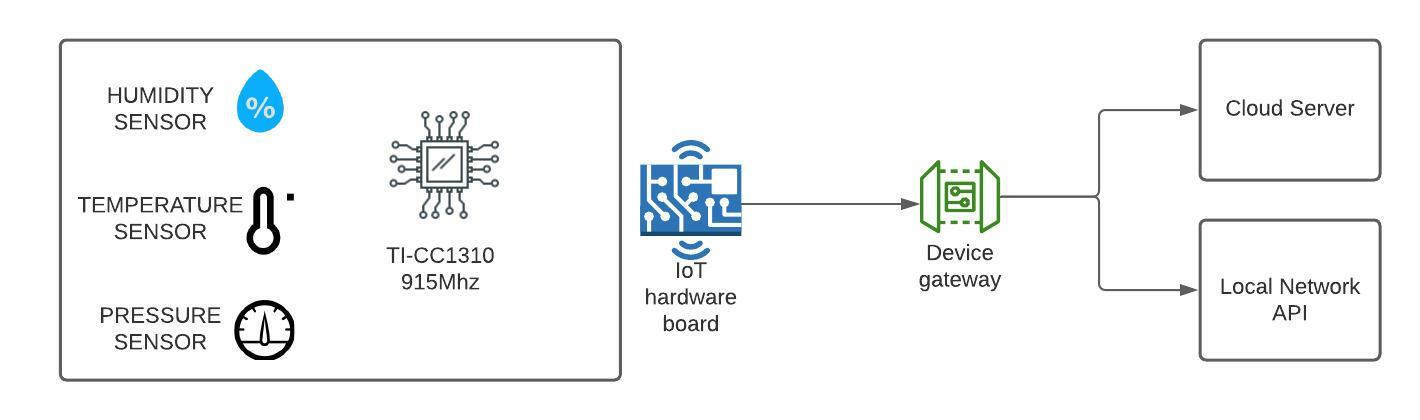 HUMIDITY
SENSOR
%
TEMPERATURE
SENSOR
PRESSURE
SENSOR
TI-CC1310
915Mhz
IoT
hardware
board
Device
gateway
Cloud Server
Local Network
API